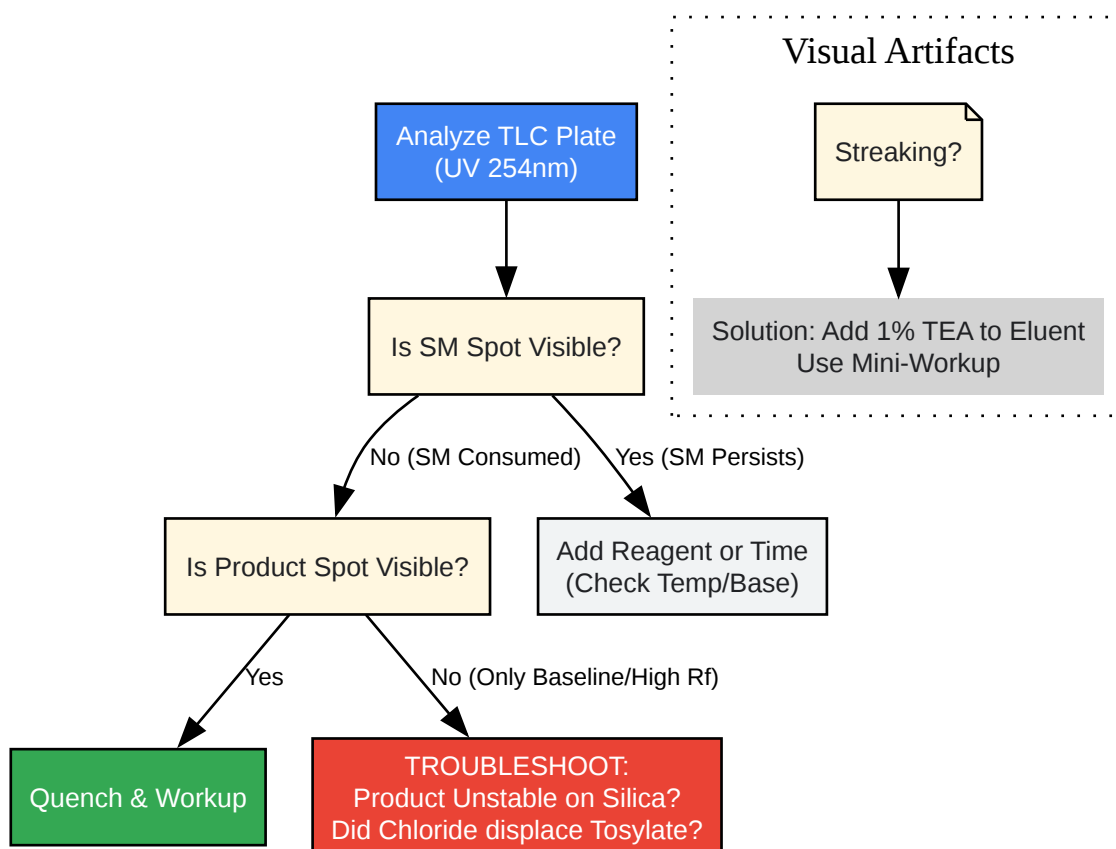 Visual Artifacts
Analyze TLC Plate
(UV 254nm)
Streaking?
Is SM Spot Visible?
Solution: Add 1% TEA to Eluent
Use Mini-Workup
No (SM Consumed)
Yes (SM Persists)
Is Product Spot Visible?
Add Reagent or Time
(Check Temp/Base)
Yes
No (Only Baseline/High Rf)
Quench & Workup
TROUBLESHOOT:
Product Unstable on Silica?
Did Chloride displace Tosylate?